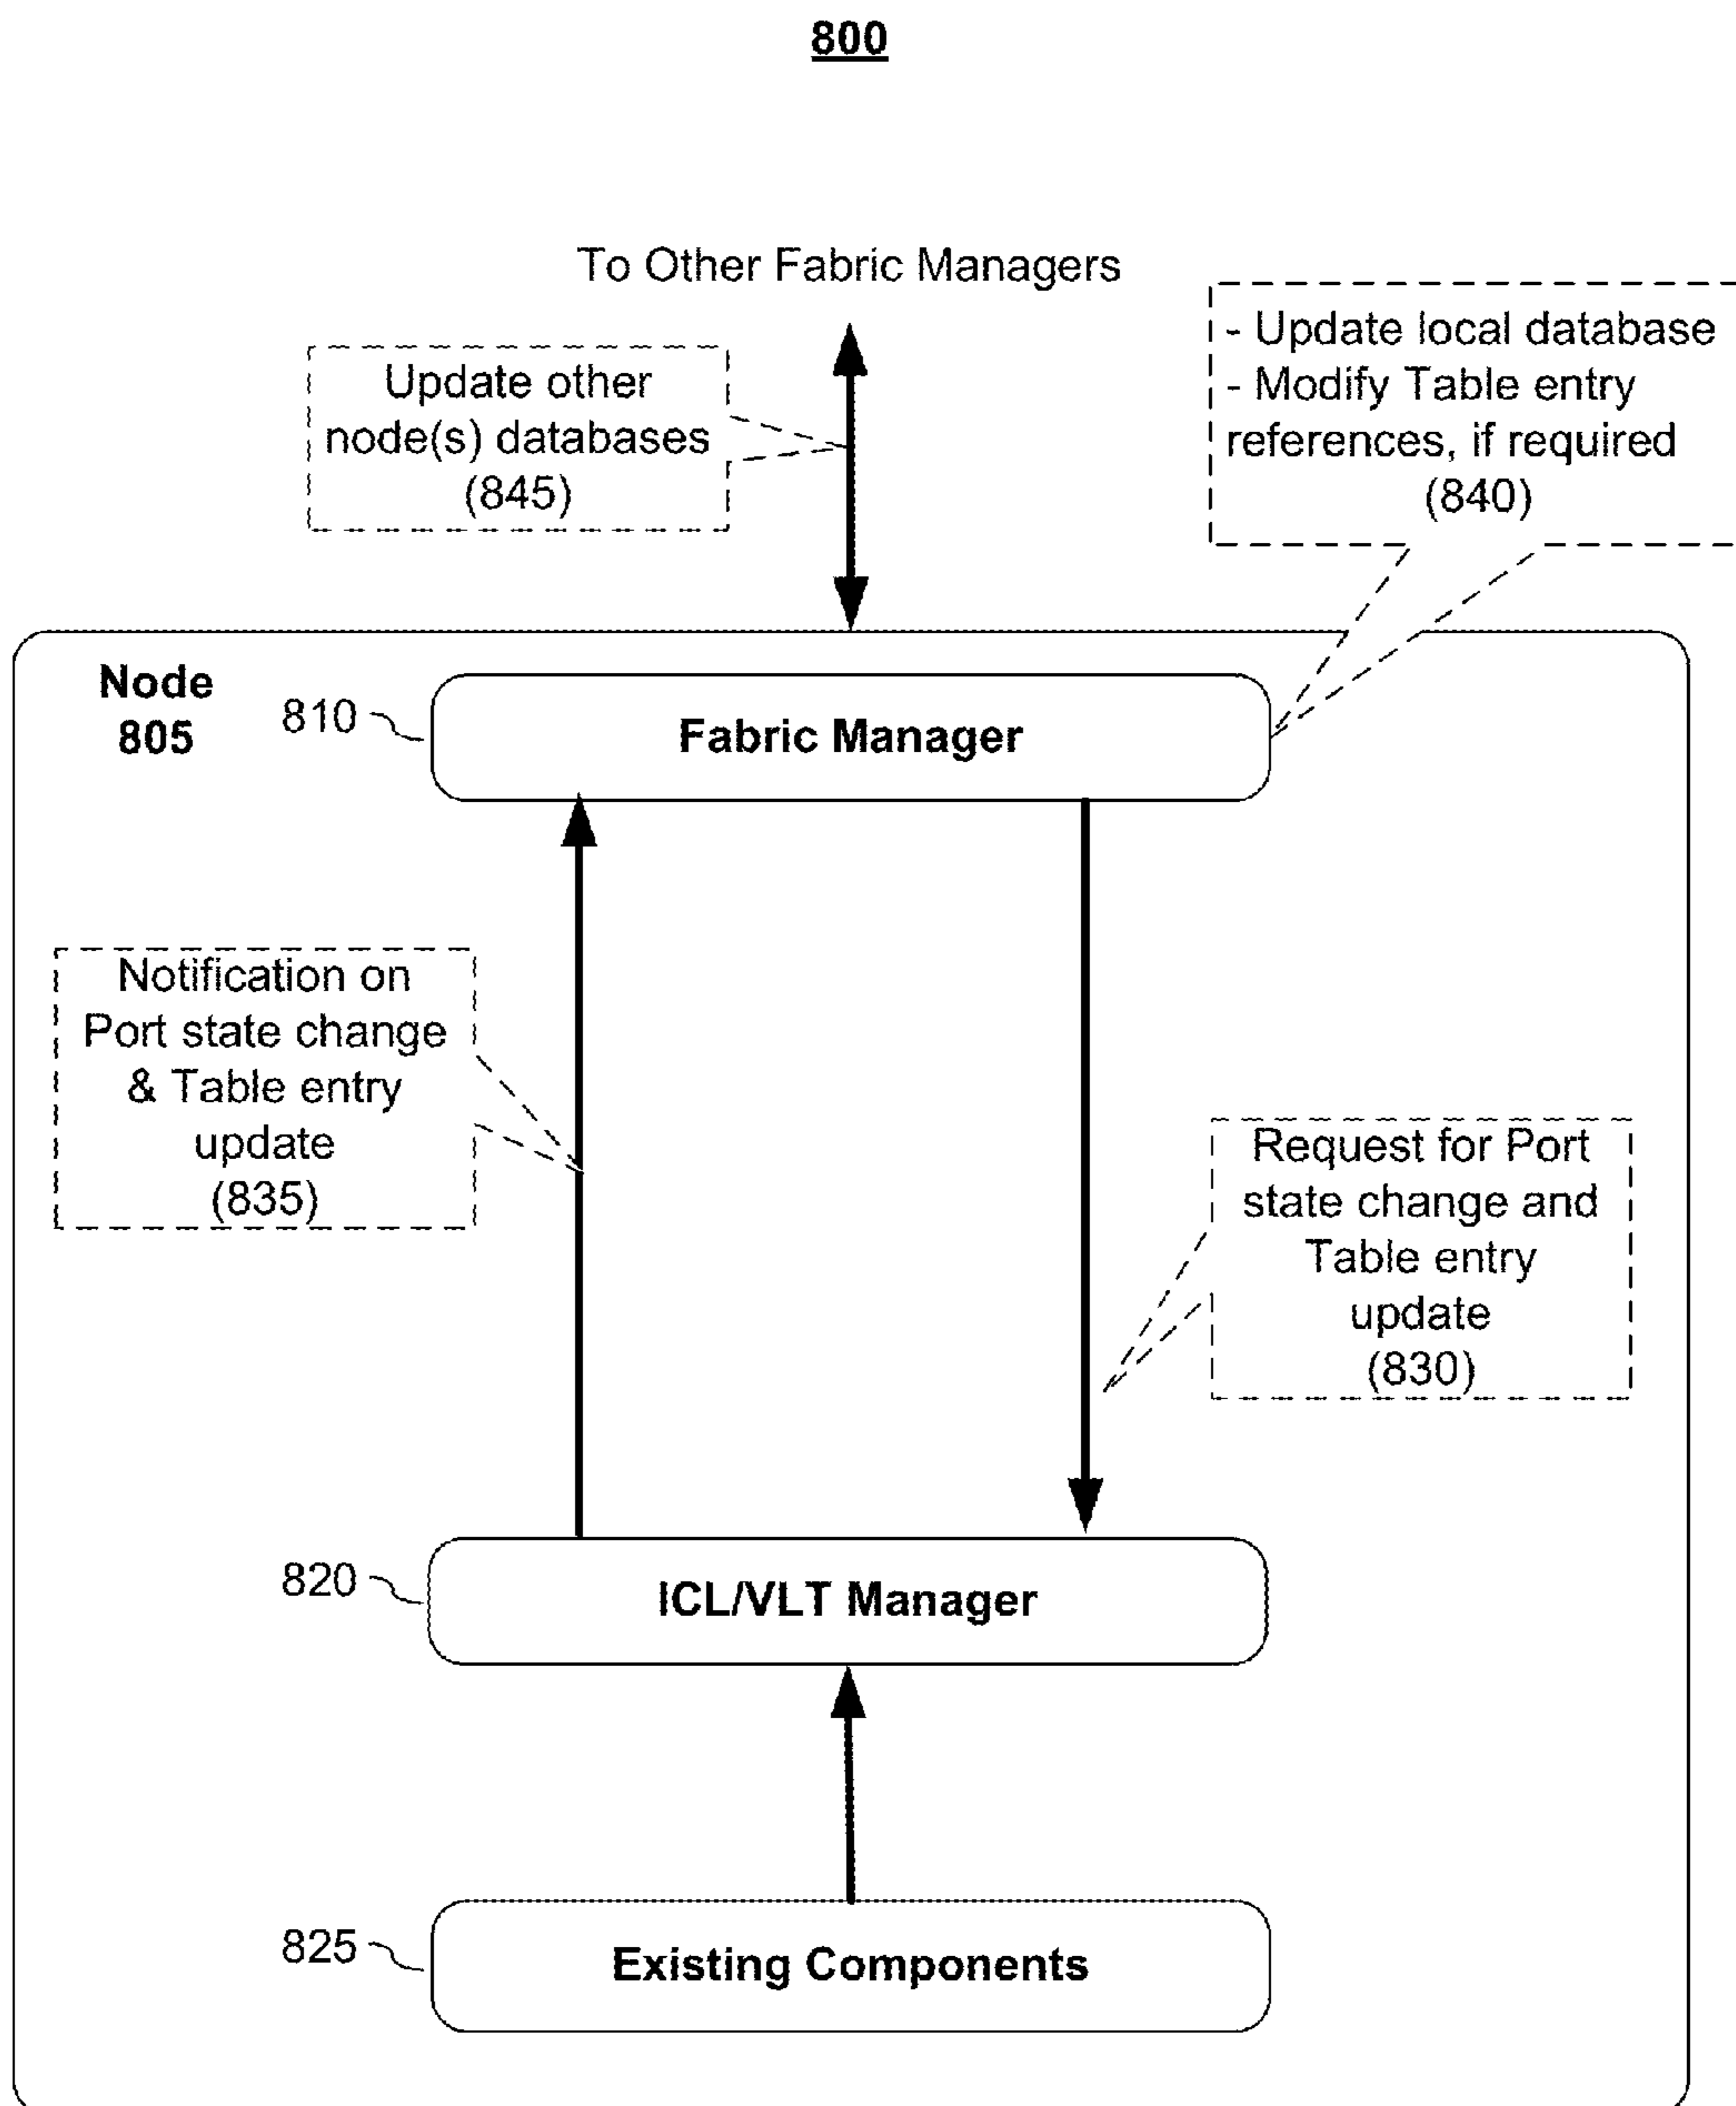 800
To Other Fabric Managers
Update other
node(s) databases
(845)
- Update local database
- Modify Table entry
references, if required
(840)
Node
805
810
Fabric Manager
Notification on
Port state change
& Table entry
update
(835)
Request for Port
state change and
Table entry
update
(830)
820
ICL/VLT Manager
825
Existing Components